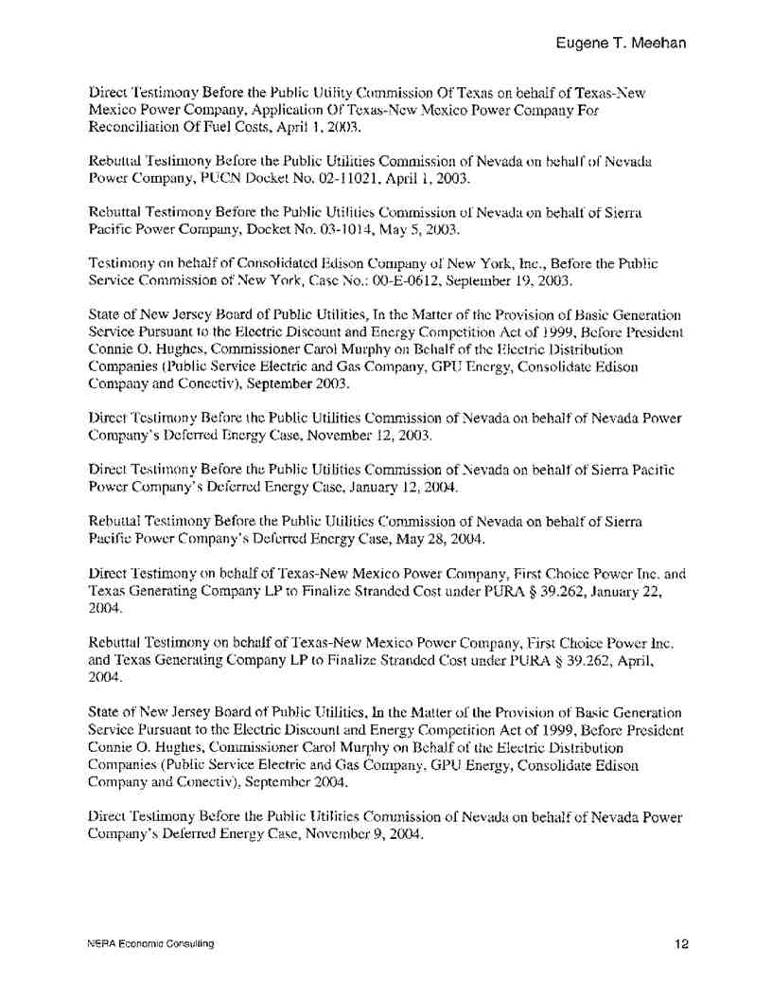 Eugene T. Meehan
Direct Testimony Before the Public Utility Commission Of Texas on behalf of Texas-New
Mexico Power Company, Application Of Texas-New Mexico Power Company For
Reconciliation Of Fuel Costs, April 1, 2003.
Rebuttal Testimony Before the Public Utilities Commission of Nevada on behalf of Nevada
Power Company, PUCN Docket No. 02-11021, April 1, 2003.
Rebuttal Testimony Before the Public Utilities Commission of Nevada on behalf of Sierra
Pacific Power Company, Docket No. 03-1014, May 5, 2003.
Testimony on behalf of Consolidated Edison Company of New York, Inc., Before the Public
Service Commission of New York, Case No.: 00-E-0612, September 19, 2003.
State of New Jersey Board of Public Utilities, In the Matter of the Provision of Basic Generation
Service Pursuant to the Electric Discount and Energy Competition Act of 1999, Before President
Connie O. Hughes, Commissioner Carol Murphy on Behalf of the Electric Distribution
Companies (Public Service Electric and Gas Company, GPU Energy, Consolidate Edison
Company and Conectiv), September 2003.
Direct Testimony Before the Public Utilities Commission of Nevada on behalf of Nevada Power
Company's Deferred Energy Case, November 12, 2003.
Direct Testimony Before the Public Utilities Commission of Nevada on behalf of Sierra Pacific
Power Company's Deferred Energy Case, January 12, 2004.
Rebuttal Testimony Before the Public Utilities Commission of Nevada on behalf of Sierra
Pacific Power Company's Deferred Energy Case, May 28, 2004.
Direct Testimony on behalf of Texas-New Mexico Power Company, First Choice Power Inc. and
Texas Generating Company LP to Finalize Stranded Cost under PURA § 39.262, January 22,
2004.
Rebuttal Testimony on behalf of Texas-New Mexico Power Company, First Choice Power Inc.
and Texas Generating Company LP to Finalize Stranded Cost under PURA § 39.262, April,
2004.
State of New Jersey Board of Public Utilities, In the Matter of the Provision of Basic Generation
Service Pursuant to the Electric Discount and Energy Competition Act of 1999, Before President
Connie O. Hughes, Commissioner Carol Murphy on Behalf of the Electric Distribution
Companies (Public Service Electric and Gas Company, GPU Energy, Consolidate Edison
Company and Conectiv), September 2004.
Direct Testimony Before the Public Utilities Commission of Nevada on behalf of Nevada Power
Company's Deferred Energy Case, November 9, 2004.
NERA Economic Consulting
12